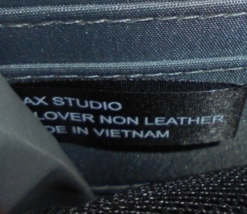 AX STUDIO
LOVER NON LEATHER
DE IN VIETNAM